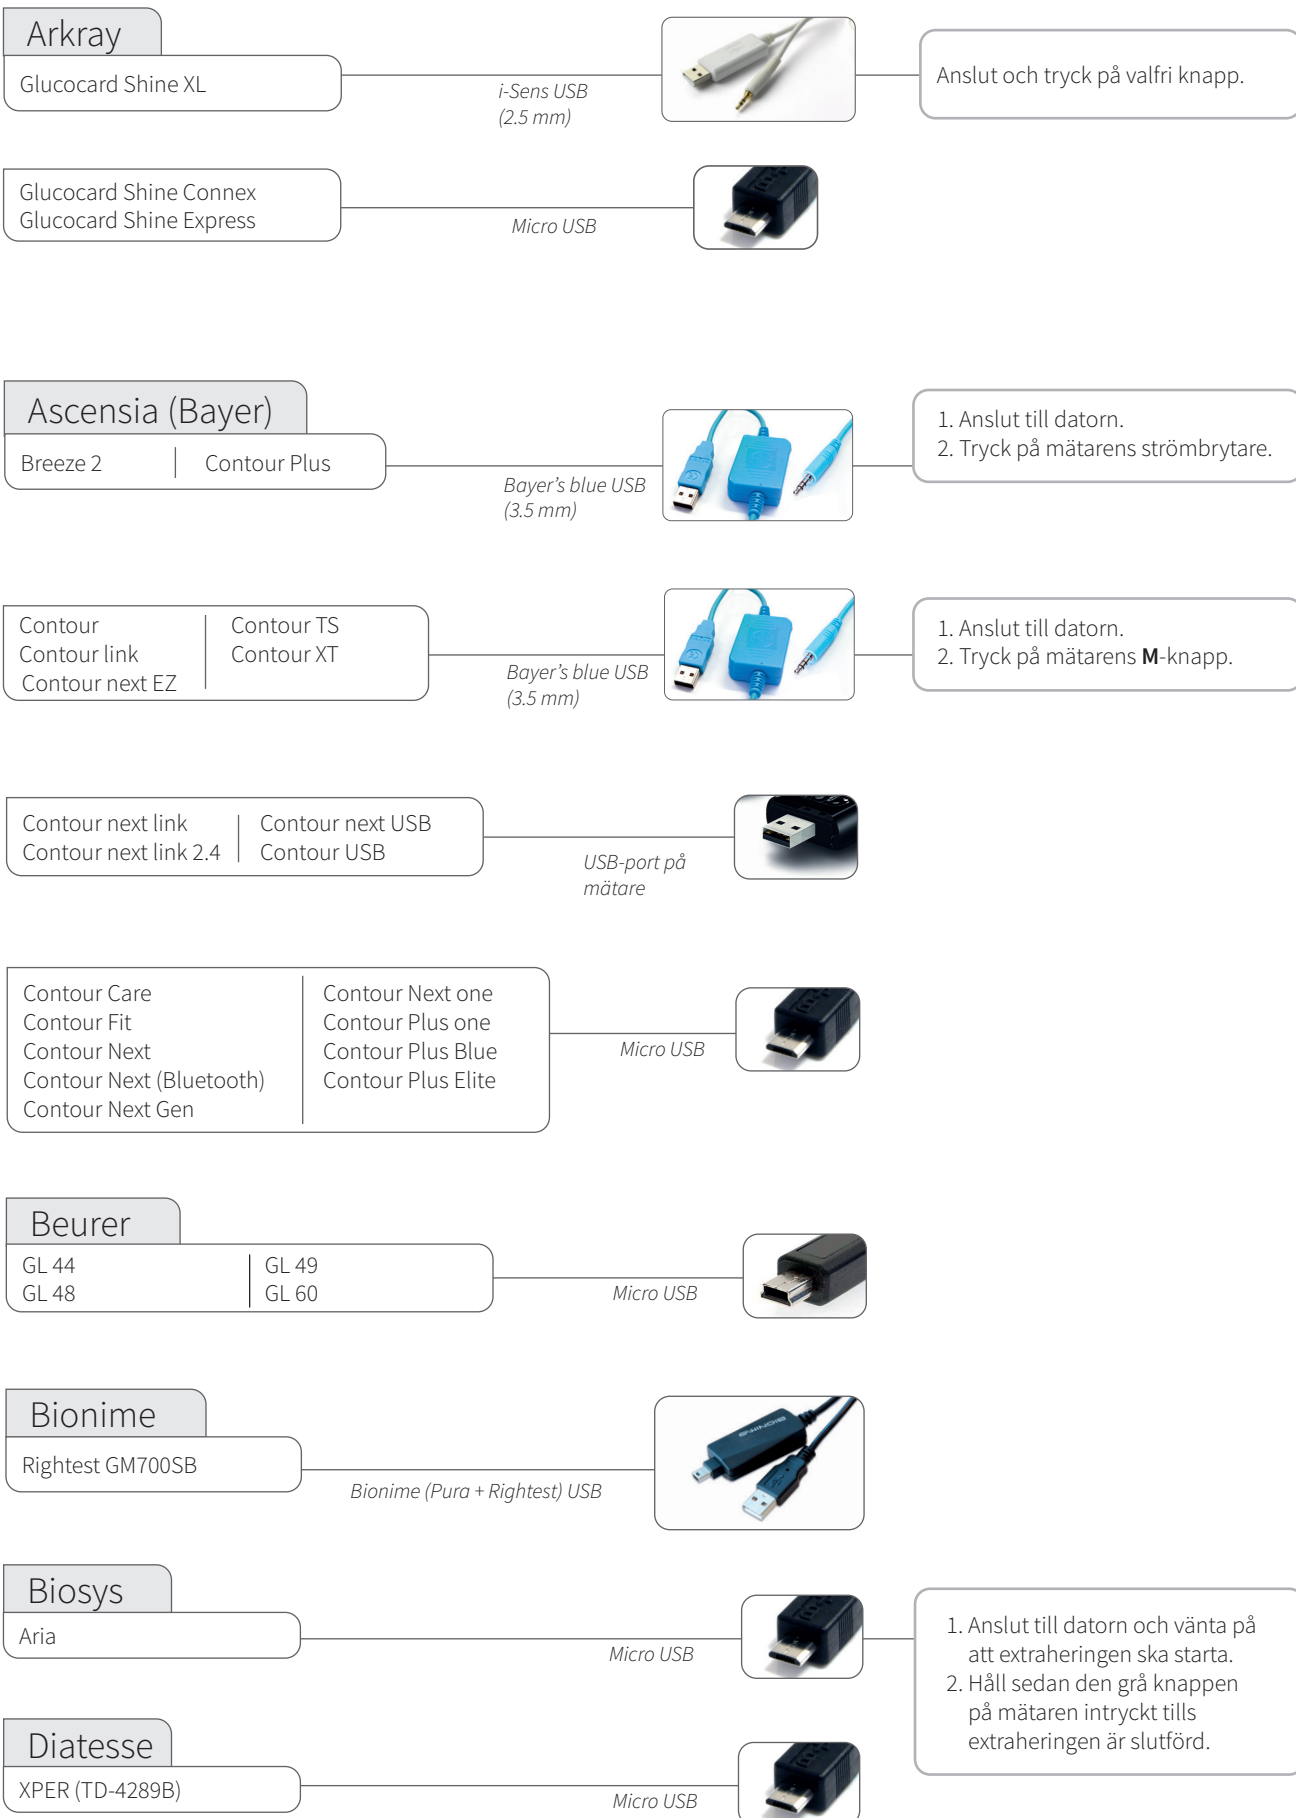 Arkray
Glucocard Shine XL
i-Sens USB
(2.5 mm)
Anslut och tryck på valfri knapp.
Glucocard Shine Connex
Glucocard Shine Express
Micro USB
Ascensia (Bayer)
Breeze 2
Contour Plus
Bayer's blue USB
(3.5 mm)
1. Anslut till datorn.
2. Tryck på mätarens strömbrytare.
Contour
Contour link
Contour next EZ
Contour TS
Contour XT
Bayer's blue USB
(3.5 mm)
1. Anslut till datorn.
2. Tryck på mätarens M-knapp.
Contour next link
Contour next link 2.4
Contour next USB
Contour USB
USB-port på
mätare
Contour Care
Contour Fit
Contour Next
Contour Next (Bluetooth)
Contour Next Gen
Contour Next one
Contour Plus one
Contour Plus Blue
Contour Plus Elite
Micro USB
Beurer
GL 44
GL 48
GL 49
GL 60
Micro USB
Bionime
Rightest GM700SB
Bionime (Pura + Rightest) USB
BIONIME
Biosys
Aria
Micro USB
1. Anslut till datorn och vänta på
att extraheringen ska starta.
2. Håll sedan den grå knappen
på mätaren intryckt tills
extraheringen är slutförd.
Diatesse
XPER (TD-4289B)
Micro USB